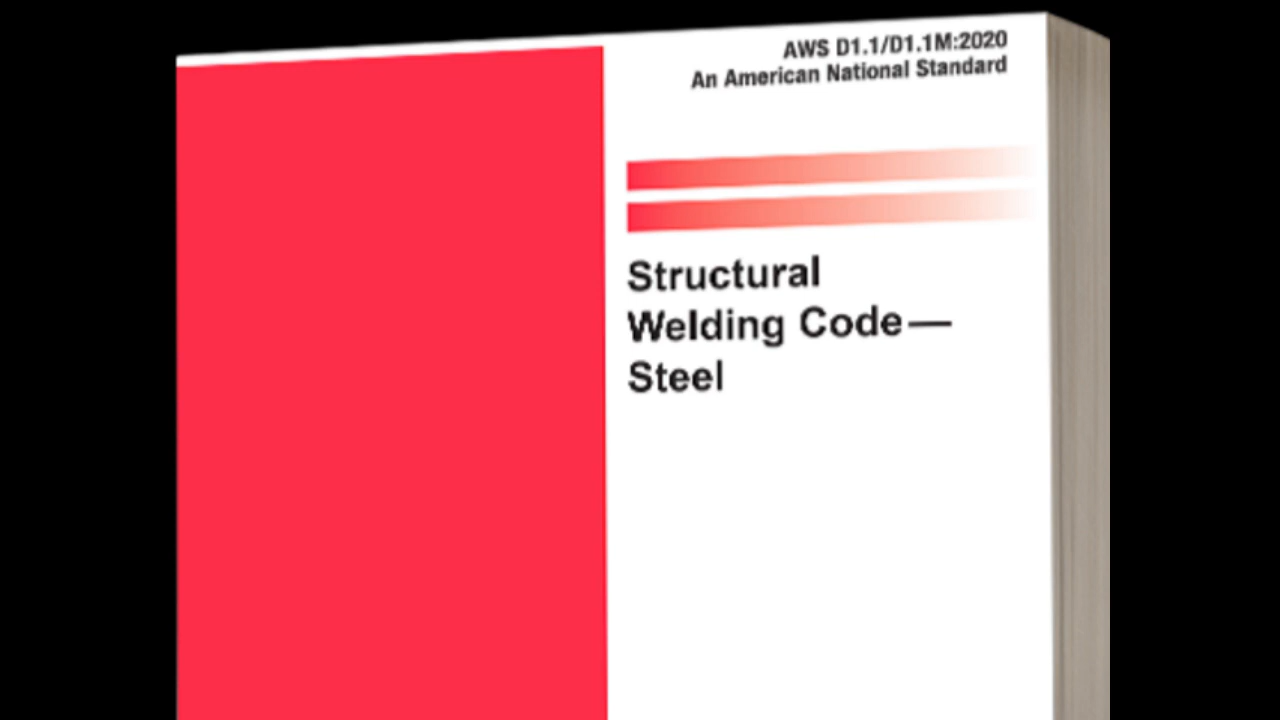 AWS D1.1/D1.1M:2020
An American National Standard
Structural
Welding Code—
Steel